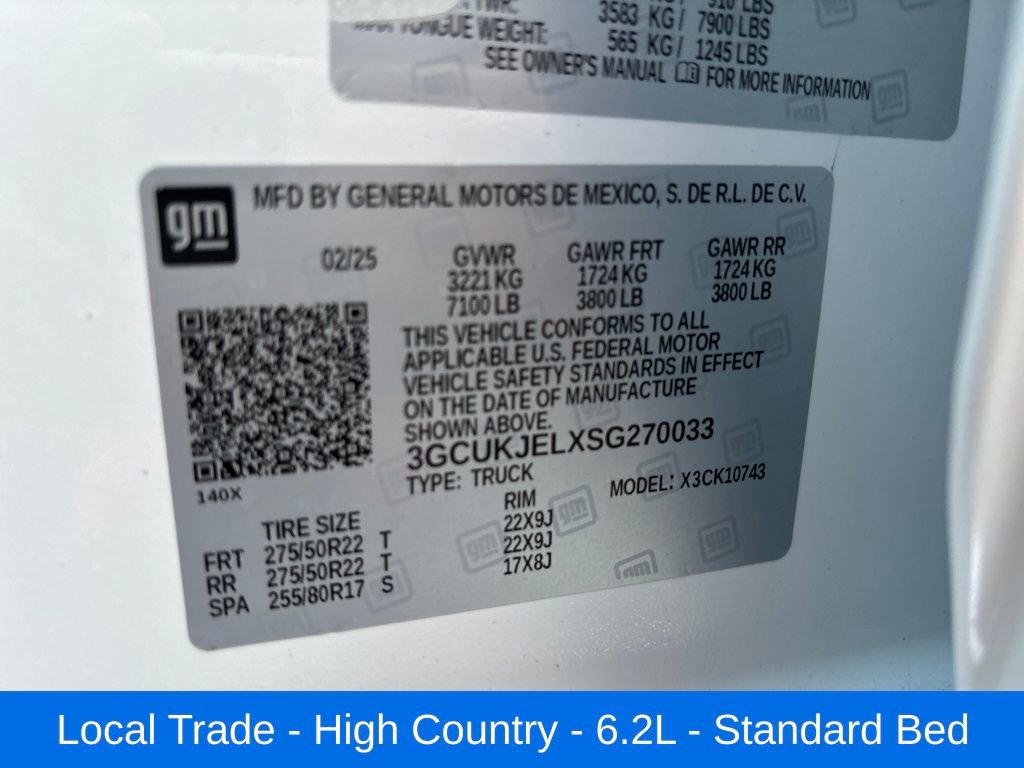 TWR: 3583 KG / 7900 LBS
TONGUE WEIGHT: 565 KG / 1245 LBS
SEE OWNER'S MANUAL FOR MORE INFORMATION
gm
MFD BY GENERAL MOTORS DE MEXICO, S. DE R.L. DE C.V.
02/25 GVWR GAWR FRT GAWR RR
3221 KG 1724 KG 1724 KG
7100 LB 3800 LB 3800 LB
THIS VEHICLE CONFORMS TO ALL
APPLICABLE U.S. FEDERAL MOTOR
VEHICLE SAFETY STANDARDS IN EFFECT
ON THE DATE OF MANUFACTURE
SHOWN ABOVE.
3GCUKJELXSG270033
TYPE: TRUCK MODEL: X3CK10743
140X
TIRE SIZE RIM
FRT 275/50R22 T 22X9J
RR 275/50R22 T 22X9J
SPA 255/80R17 S 17X8J
Local Trade - High Country - 6.2L - Standard Bed